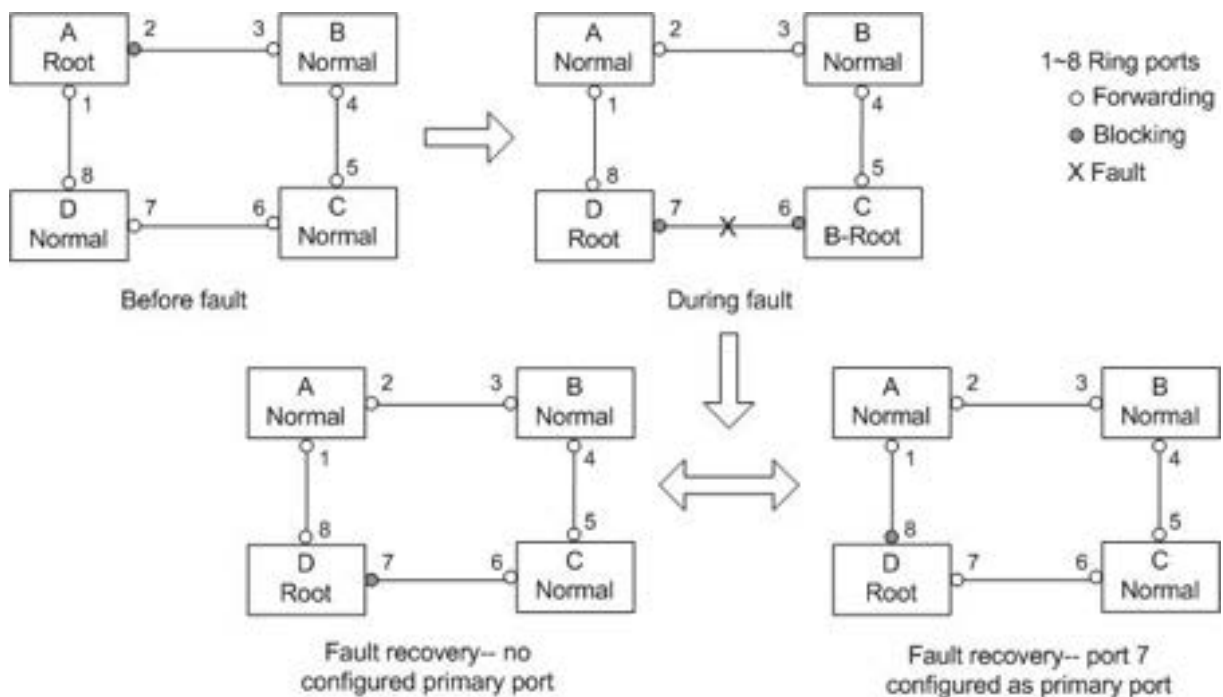 A
Root
2
3
B
Normal
1
4
8
5
D
Normal
7
6
C
Normal
Before fault
A
Normal
2
3
B
Normal
1
4
8
5
D
Root
7
X
6
C
B-Root
During fault
1~8 Ring ports
Forwarding
Blocking
X Fault
A
Normal
2
3
B
Normal
1
4
8
5
D
Root
7
6
C
Normal
Fault recovery-- no
configured primary port
A
Normal
2
3
B
Normal
1
4
8
5
D
Root
7
6
C
Normal
Fault recovery-- port 7
configured as primary port